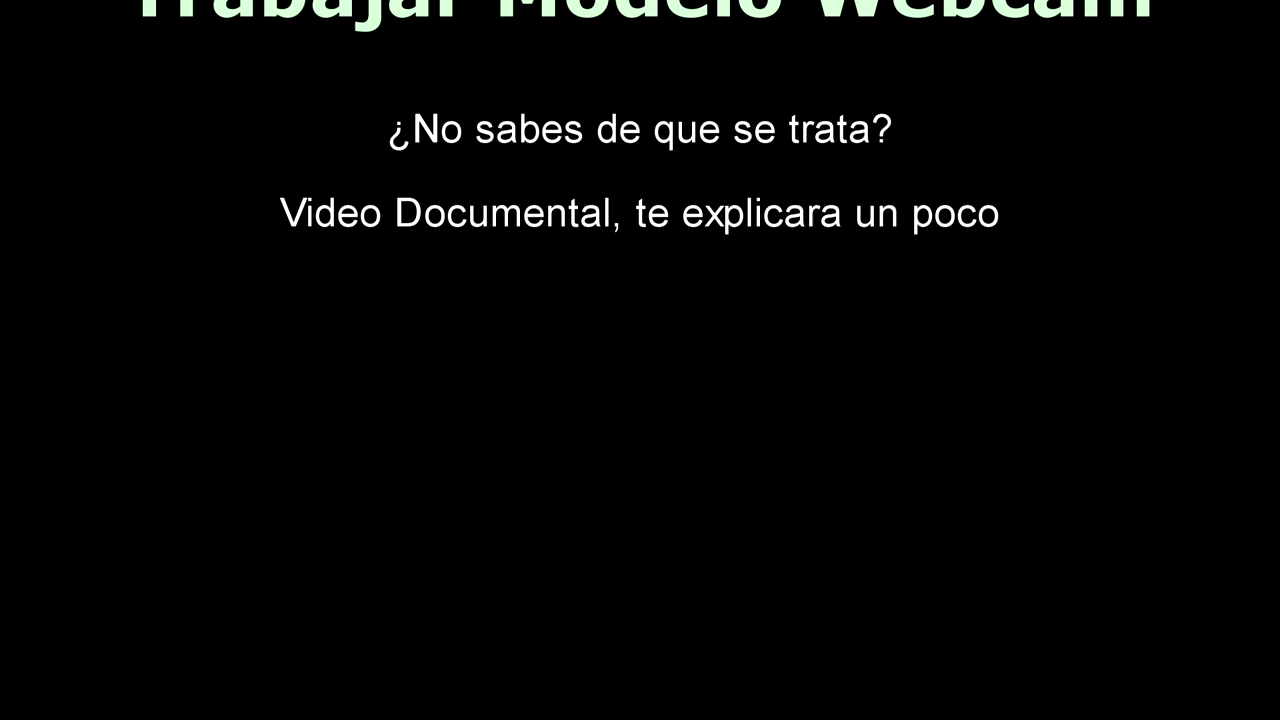 Trabajar Modelo Webcam
¿No sabes de que se trata?
Video Documental, te explicara un poco